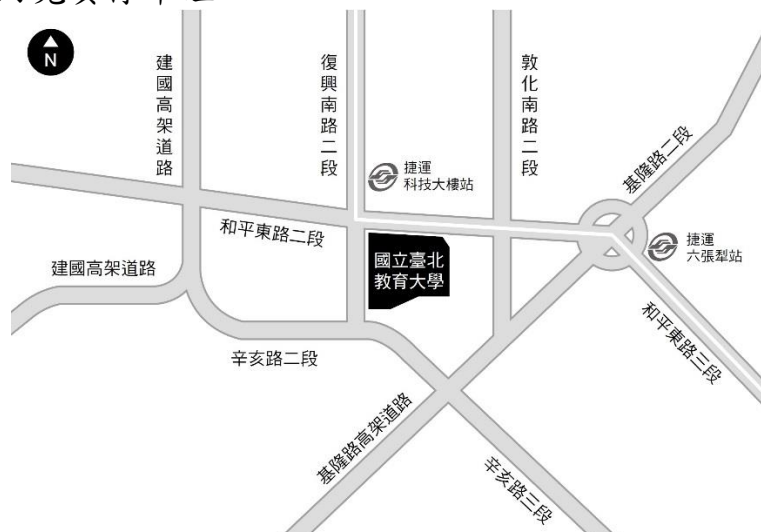 N
建國高架道路
復興南路二段
敦化南路二段
基隆路二段
捷運
科技大樓站
和平東路二段
國立臺北
教育大學
捷運
六張犁站
建國高架道路
和平東路三段
辛亥路二段
基隆路高架道路
辛亥路三段